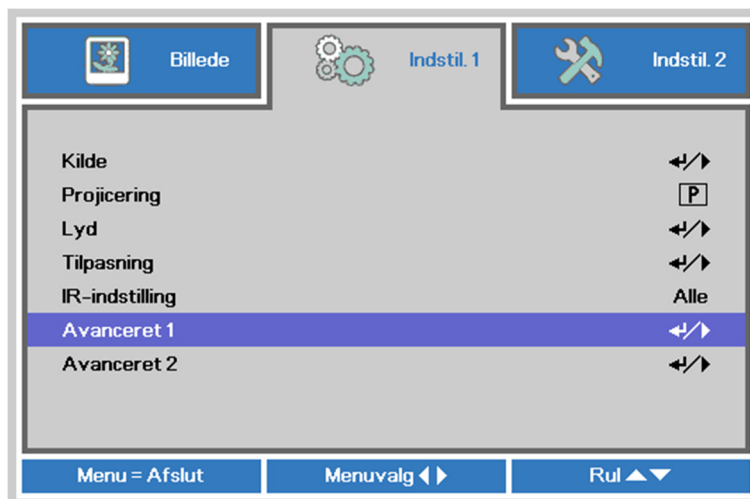 Billede Indstil. 1 Indstil. 2
Kilde ↵/▶
Projicering P
Lyd ↵/▶
Tilpasning ↵/▶
IR-indstilling Alle
Avanceret 1 ↵/▶
Avanceret 2 ↵/▶
Menu = Afslut Menuvalg ◀▶ Rul ▲▼